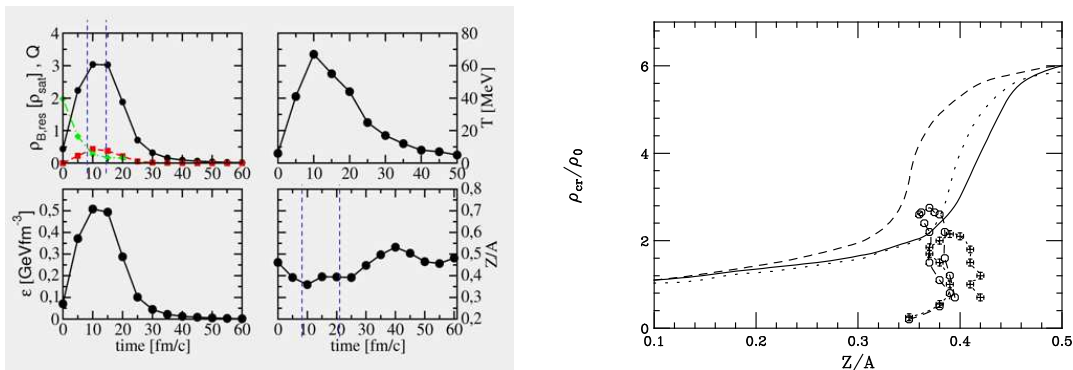 ρB,res [ρsat] , Q
4
3
2
1
0
0 10 20 30 40 50 60
80
60
40
20
0
T [MeV]
0 10 20 30 40 50 60
ε [GeVfm-3]
0,6
0,5
0,4
0,3
0,2
0,1
0
0 10 20 30 40 50 60
time [fm/c]
0,8
0,7
0,6
0,5
0,4
0,3
0,2
Z/A
0 10 20 30 40 50 60
time [fm/c]
ρcr/ρ0
6
4
2
0
0.1 0.2 0.3 0.4 0.5
Z/A